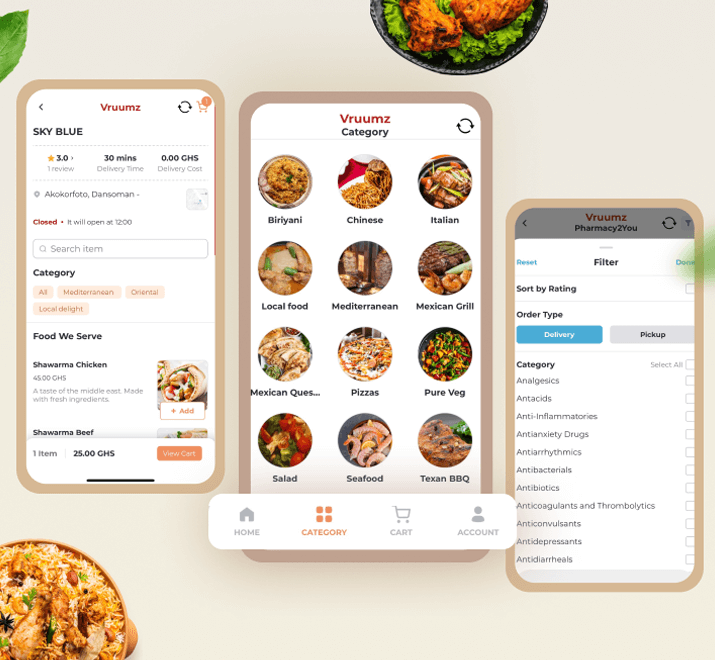 Vruumz
1
SKY BLUE
3.0 ›
30 mins
0.00 GHS
1 review
Delivery Time
Delivery Cost
Akokorfoto, Dansoman -
Closed • It will open at 12:00
Search item
Category
All
Mediterranean
Oriental
Local delight
Food We Serve
Shawarma Chicken
45.00 GHS
A taste of the middle east. Made
with fresh ingredients.
+ Add
Shawarma Beef
1 Item
25.00 GHS
View Cart
Vruumz
Category
Biriyani
Chinese
Italian
Local food
Mediterranean
Mexican Grill
Mexican Ques...
Pizzas
Pure Veg
Salad
Seafood
Texan BBQ
HOME
CATEGORY
CART
ACCOUNT
Vruumz
Pharmacy2You
Reset
Filter
Done
Sort by Rating
Order Type
Delivery
Pickup
Category
Select All
Analgesics
Antacids
Anti-Inflammatories
Antianxiety Drugs
Antiarrhythmics
Antibacterials
Antibiotics
Anticoagulants and Thrombolytics
Anticonvulsants
Antidepressants
Antidiarrheals